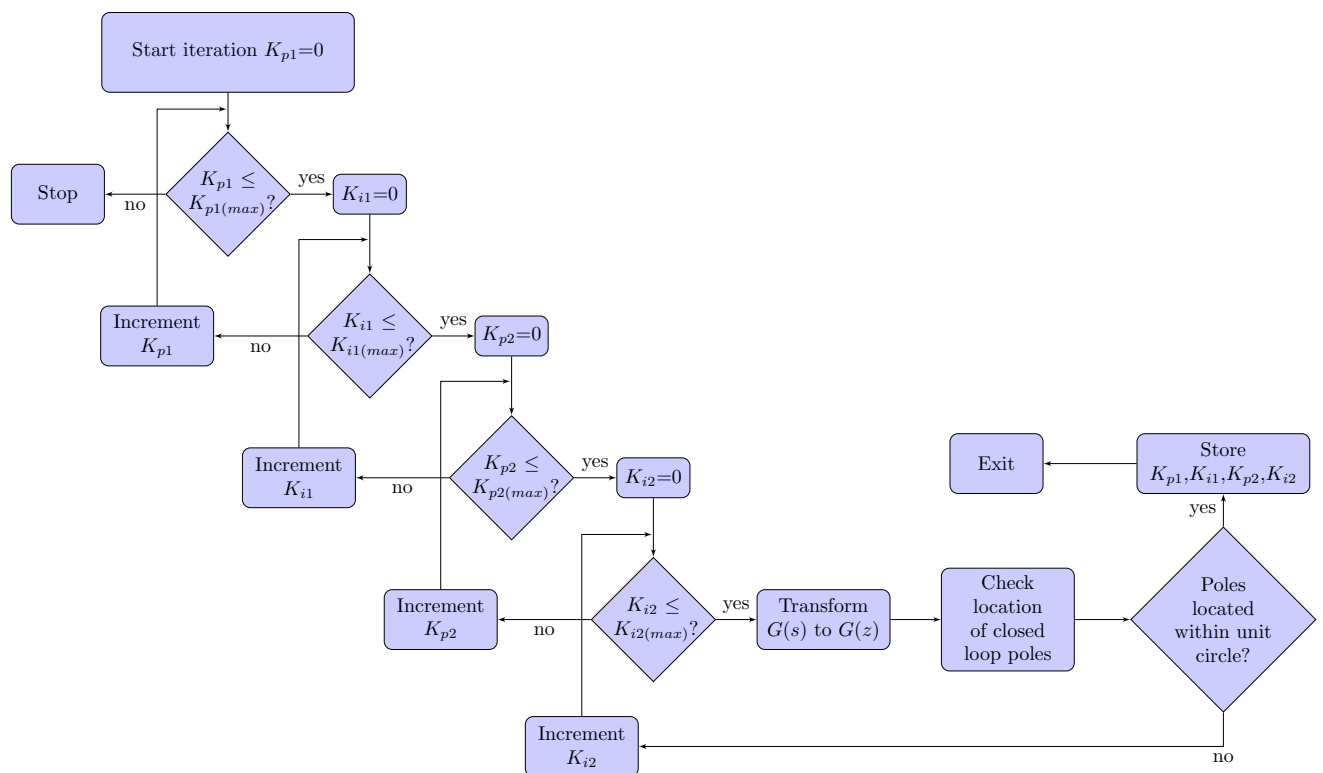 Start iteration K_{p1}=0
K_{p1} ≤
K_{p1(max)}?
yes
no
Stop
K_{i1}=0
Increment
K_{p1}
K_{i1} ≤
K_{i1(max)}?
yes
no
K_{p2}=0
Increment
K_{i1}
K_{p2} ≤
K_{p2(max)}?
yes
no
K_{i2}=0
Increment
K_{p2}
K_{i2} ≤
K_{i2(max)}?
yes
no
Transform
G(s) to G(z)
Check
location
of closed
loop poles
Poles
located
within unit
circle?
yes
Store
K_{p1},K_{i1},K_{p2},K_{i2}
Exit
no
Increment
K_{i2}